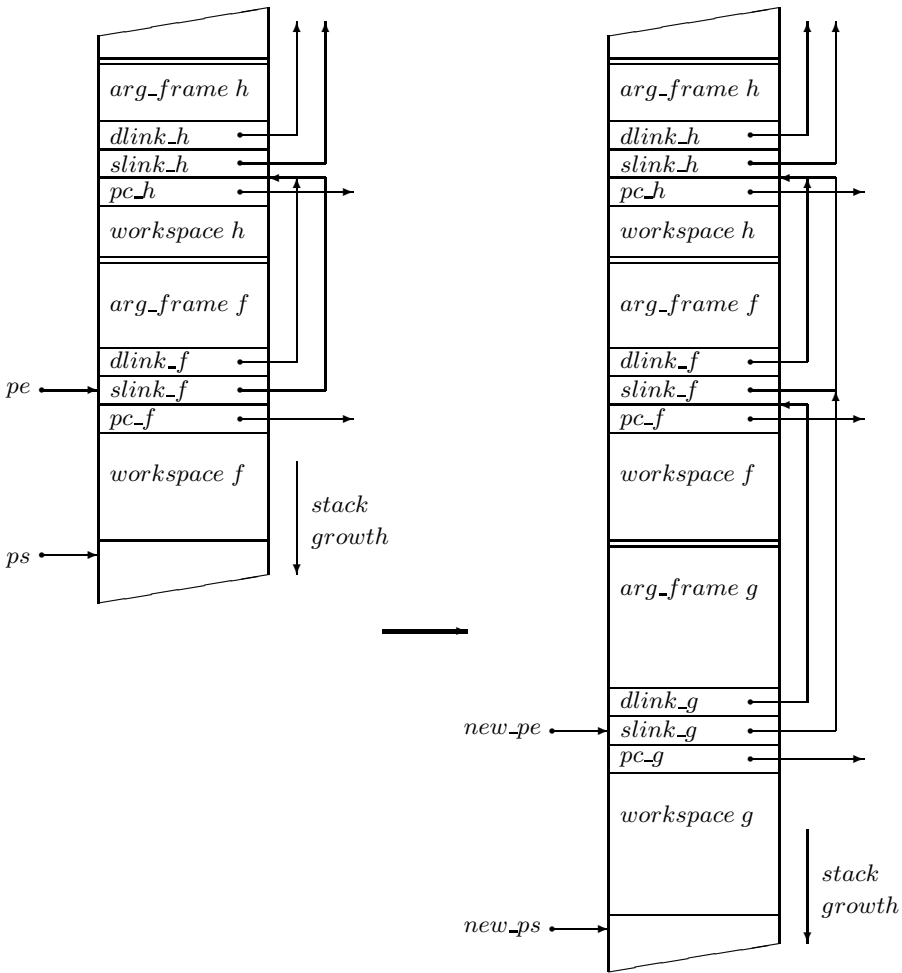 arg_frame h
dlink_h
slink_h
pc_h
workspace h
arg_frame f
dlink_f
pe
slink_f
pc_f
workspace f
stack
growth
ps
arg_frame h
dlink_h
slink_h
pc_h
workspace h
arg_frame f
dlink_f
slink_f
pc_f
workspace f
arg_frame g
dlink_g
new_pe
slink_g
pc_g
workspace g
stack
growth
new_ps